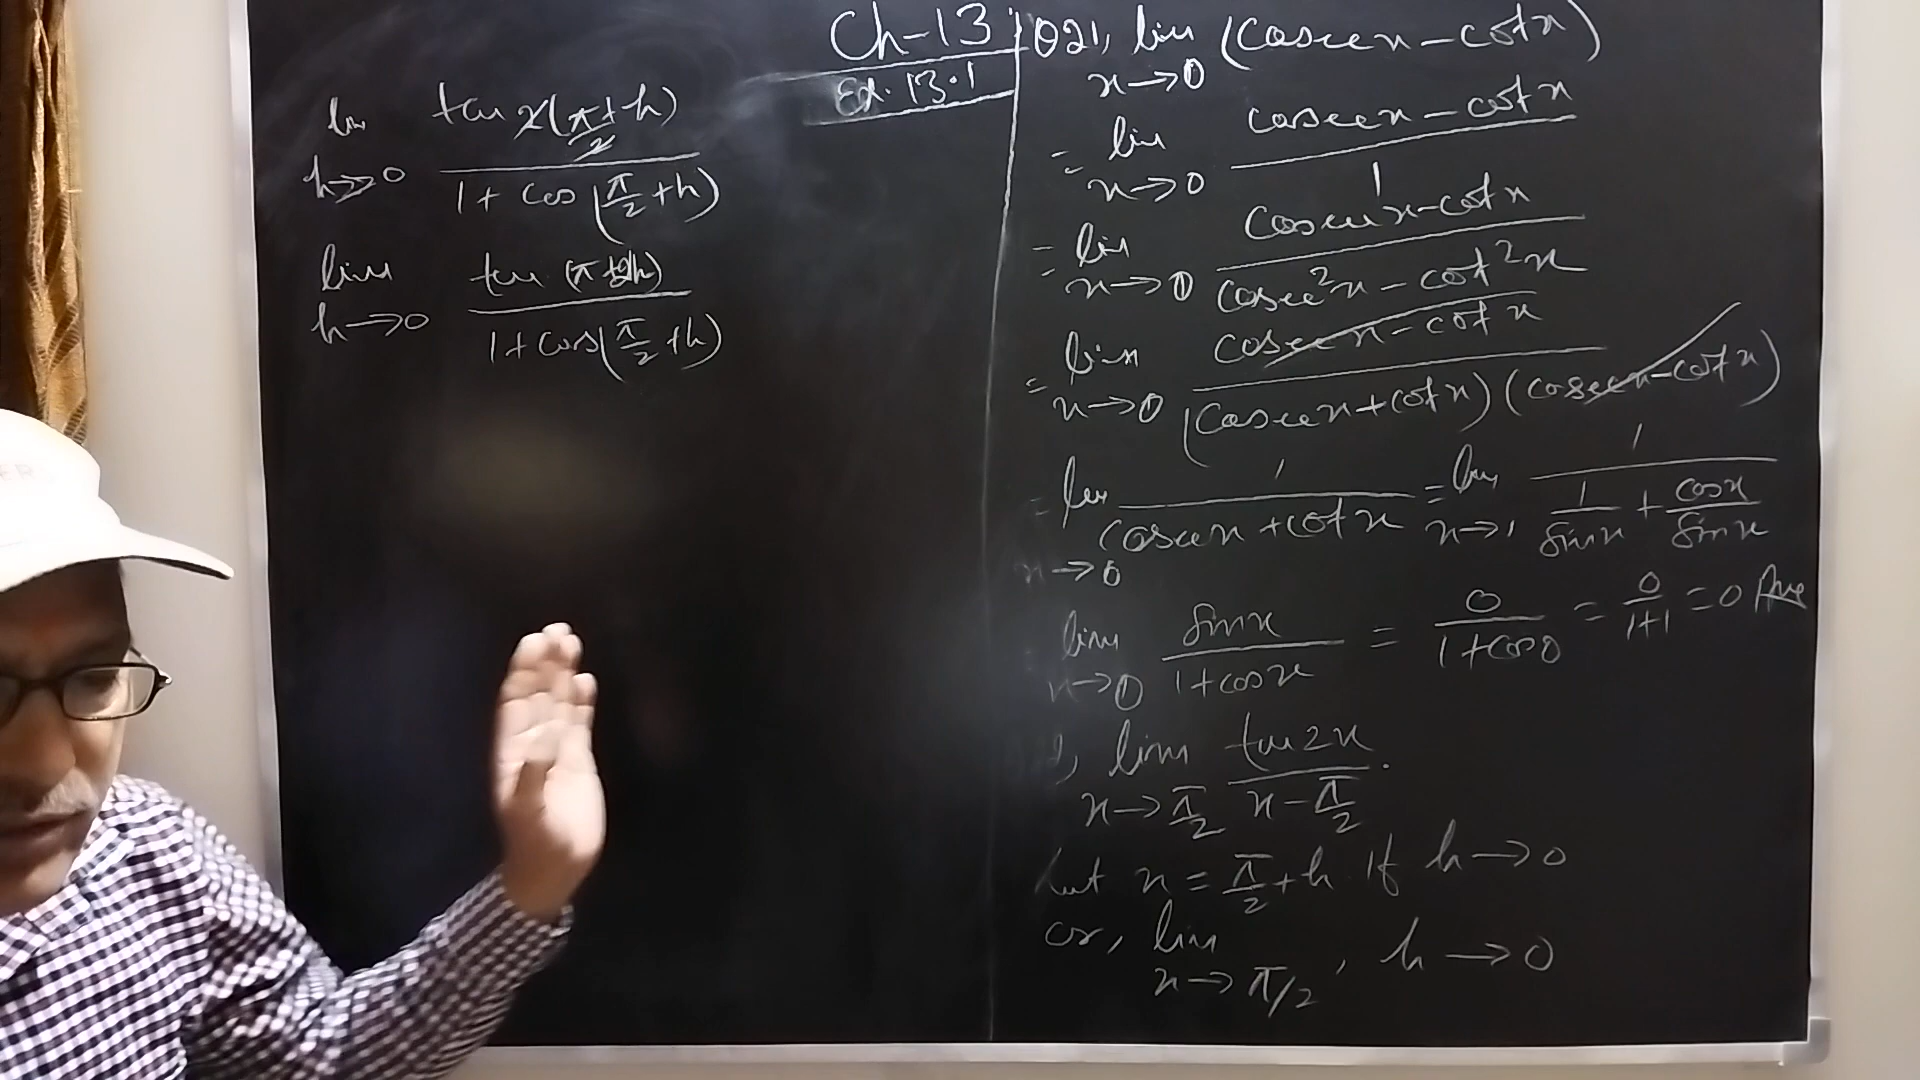 Ch-13
Ex. 13.1
lim tan 2(π/2+h)
h→0 1 + cos(π/2+h)
lim tan (π+2h)
h→0 1+cos(π/2+h)
Q21, lim (cosecx - cotx)
x→0
= lim cosecx - cotx
x→0 1
= lim cosecx-cotx
x→0 cosec²x - cot²x
= lim cosecx - cotx
x→0 (cosecx+cotx)(cosecx-cotx)
= lim 1 = lim 1
x→0 cosecx+cotx x→1 1/sinx + cosx/sinx
lim sinx = 0 = 0 = 0 Ans
x→0 1+cosx 1+cos0 1+1
lim tan2x
x→π/2 x-π/2
Put x = π/2+h If h→0
or, lim , h→0
x→π/2